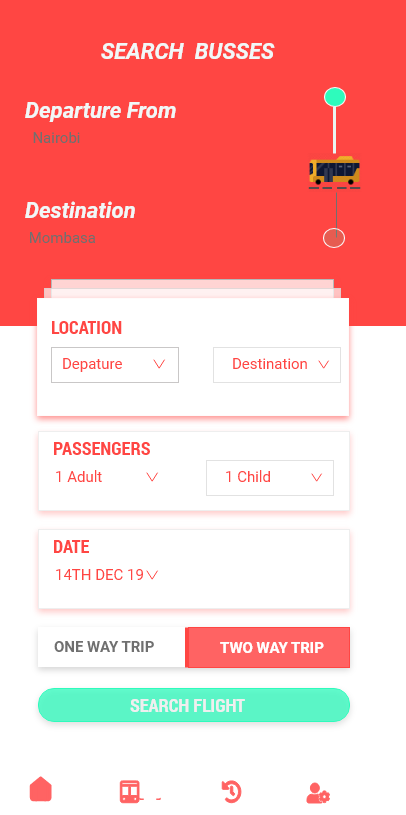 SEARCH BUSSES
Departure From
Nairobi
Destination
Mombasa
LOCATION
Depature
Destination
PASSENGERS
1 Adult
1 Child
DATE
14TH DEC 19
ONE WAY TRIP
TWO WAY TRIP
SEARCH FLIGHT